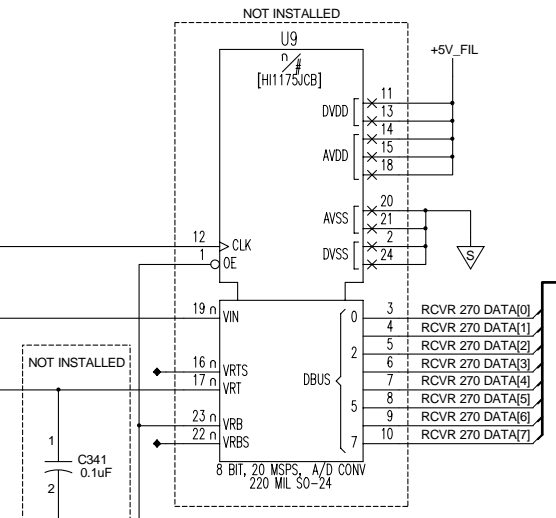 NOT INSTALLED
U9
n / #
[HI1175JCB]
+5V_FIL
DVDD
11
13
AVDD
14
15
18
AVSS
20
21
DVSS
2
24
S
12
CLK
1
OE
19 n
VIN
16 n
VRTS
17 n
VRT
23 n
VRB
22 n
VRBS
DBUS
0
2
5
7
3
RCVR 270 DATA[0]
4
RCVR 270 DATA[1]
5
RCVR 270 DATA[2]
6
RCVR 270 DATA[3]
7
RCVR 270 DATA[4]
8
RCVR 270 DATA[5]
9
RCVR 270 DATA[6]
10
RCVR 270 DATA[7]
8 BIT, 20 MSPS, A/D CONV
220 MIL SO-24
NOT INSTALLED
1
C341
0.1uF
2